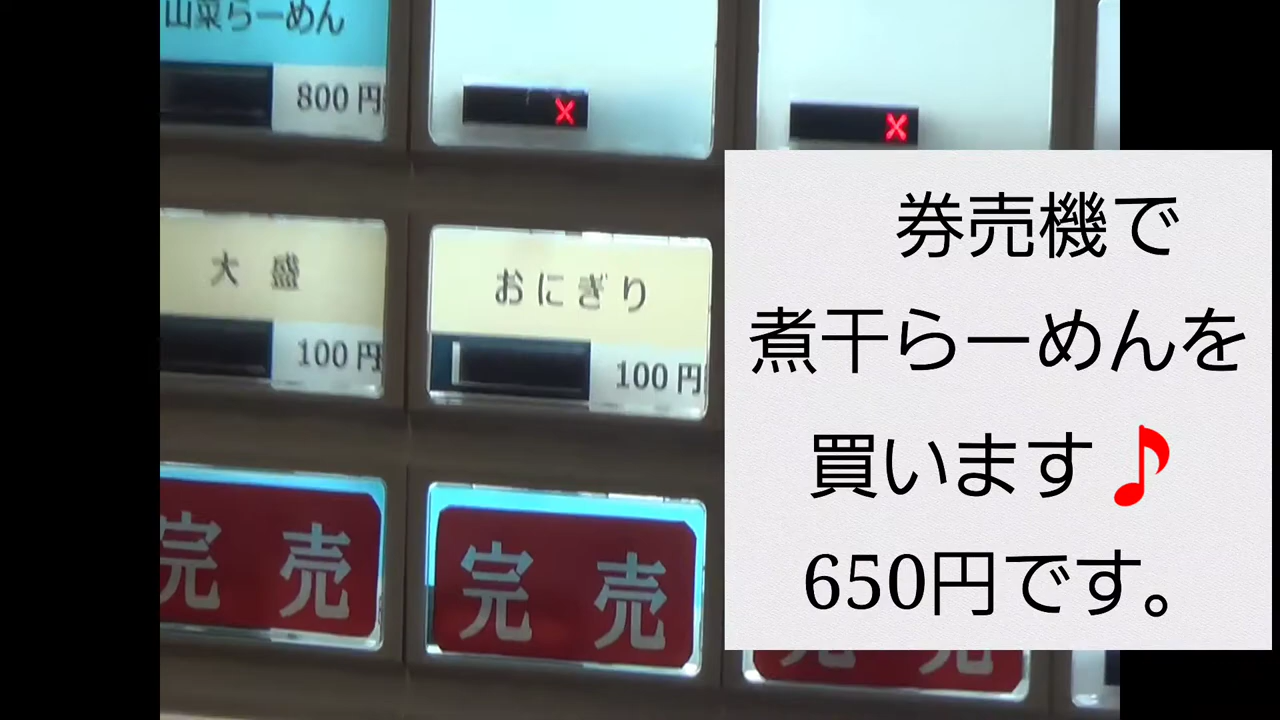 山菜らーめん
800円
X
X
大盛
100円
おにぎり
100円
完売
完売
完売
券売機で
煮干らーめんを
買います♪
650円です。